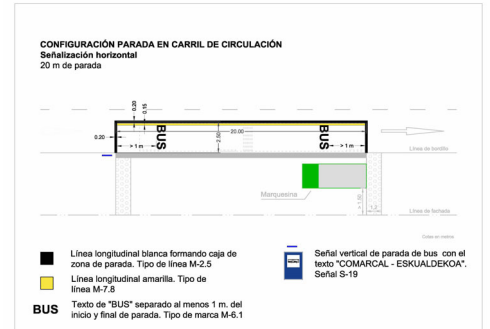 CONFIGURACIÓN PARADA EN CARRIL DE CIRCULACIÓN
Señalización horizontal
20 m de parada
0.20
0.15
0.20
20.00
2.50
BUS
BUS
> 1 m
> 1 m
Línea de bordillo
Marquesina
> 1.50
1.2
Línea de fachada
Cotas en metros
Línea longitudinal blanca formando caja de
zona de parada. Tipo de línea M-2.5
Línea longitudinal amarilla. Tipo de
línea M-7.8
BUS
Texto de "BUS" separado al menos 1 m. del
inicio y final de parada. Tipo de marca M-6.1
Señal vertical de parada de bus con el
texto "COMARCAL - ESKUALDEKOA".
Señal S-19